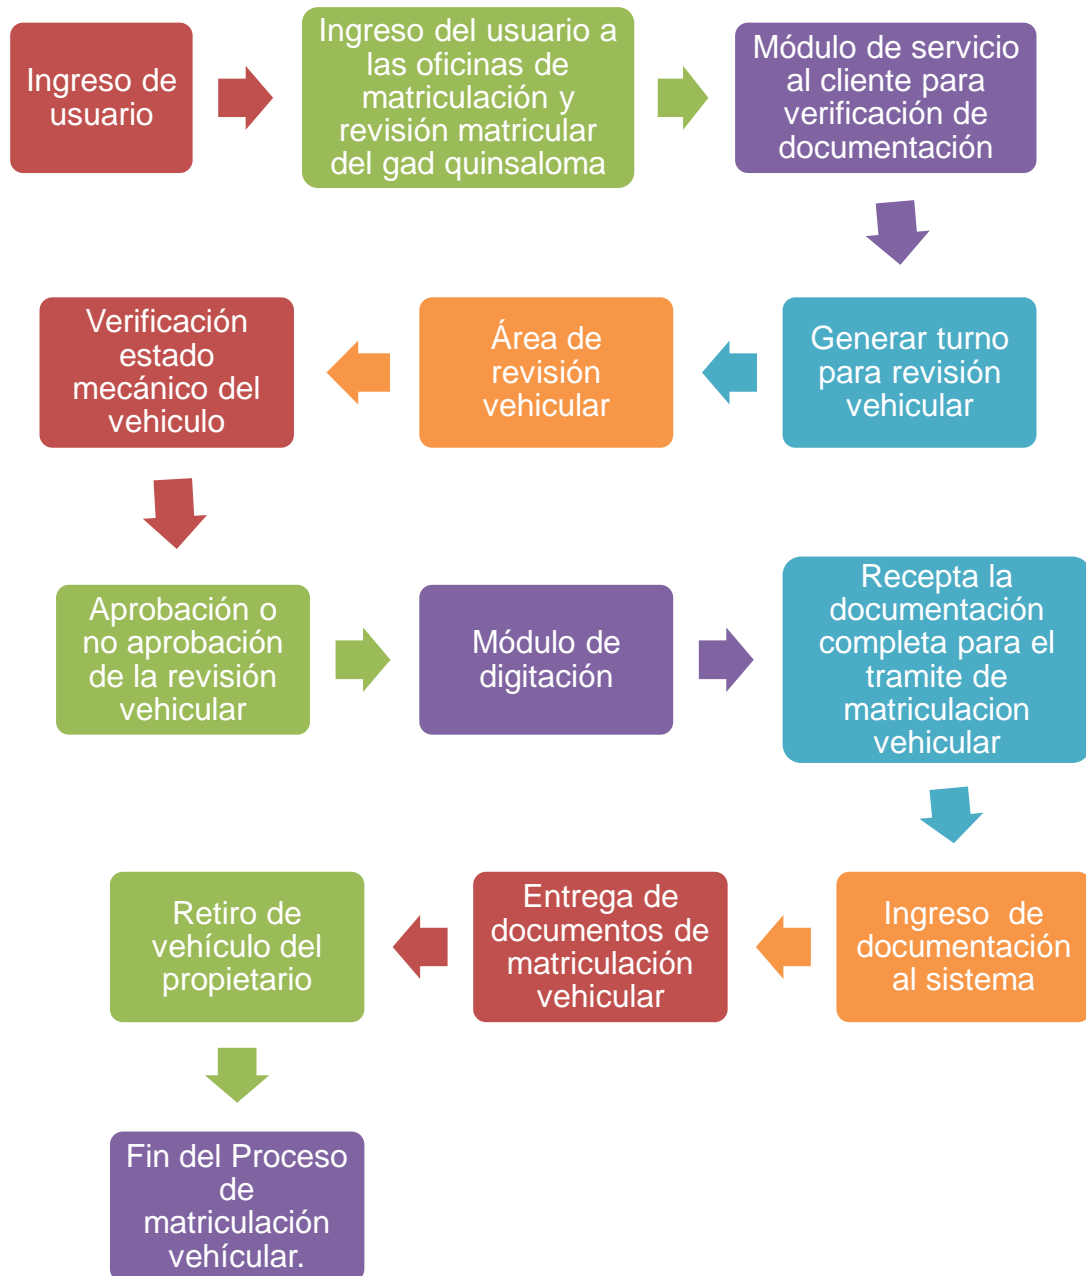 Ingreso de
usuario
Ingreso del usuario a
las oficinas de
matriculación y
revisión matricular
del gad quinsaloma
Módulo de servicio
al cliente para
verificación de
documentación
Generar turno
para revisión
vehicular
Área de
revisión
vehicular
Verificación
estado
mecánico del
vehiculo
Aprobación o
no aprobación
de la revisión
vehicular
Módulo de
digitación
Recepta la
documentación
completa para el
tramite de
matriculacion
vehicular
Ingreso de
documentación
al sistema
Entrega de
documentos de
matriculación
vehicular
Retiro de
vehículo del
propietario
Fin del Proceso
de
matriculación
vehícular.